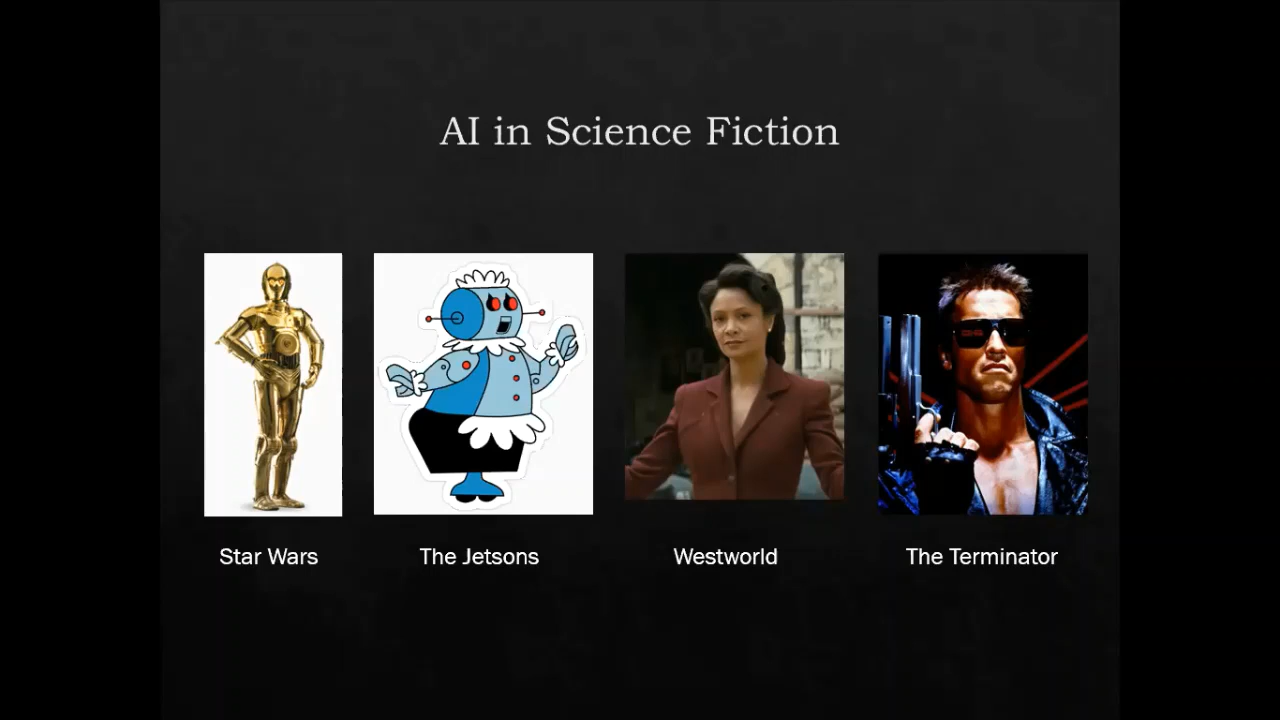 AI in Science Fiction
Star Wars
The Jetsons
Westworld
The Terminator